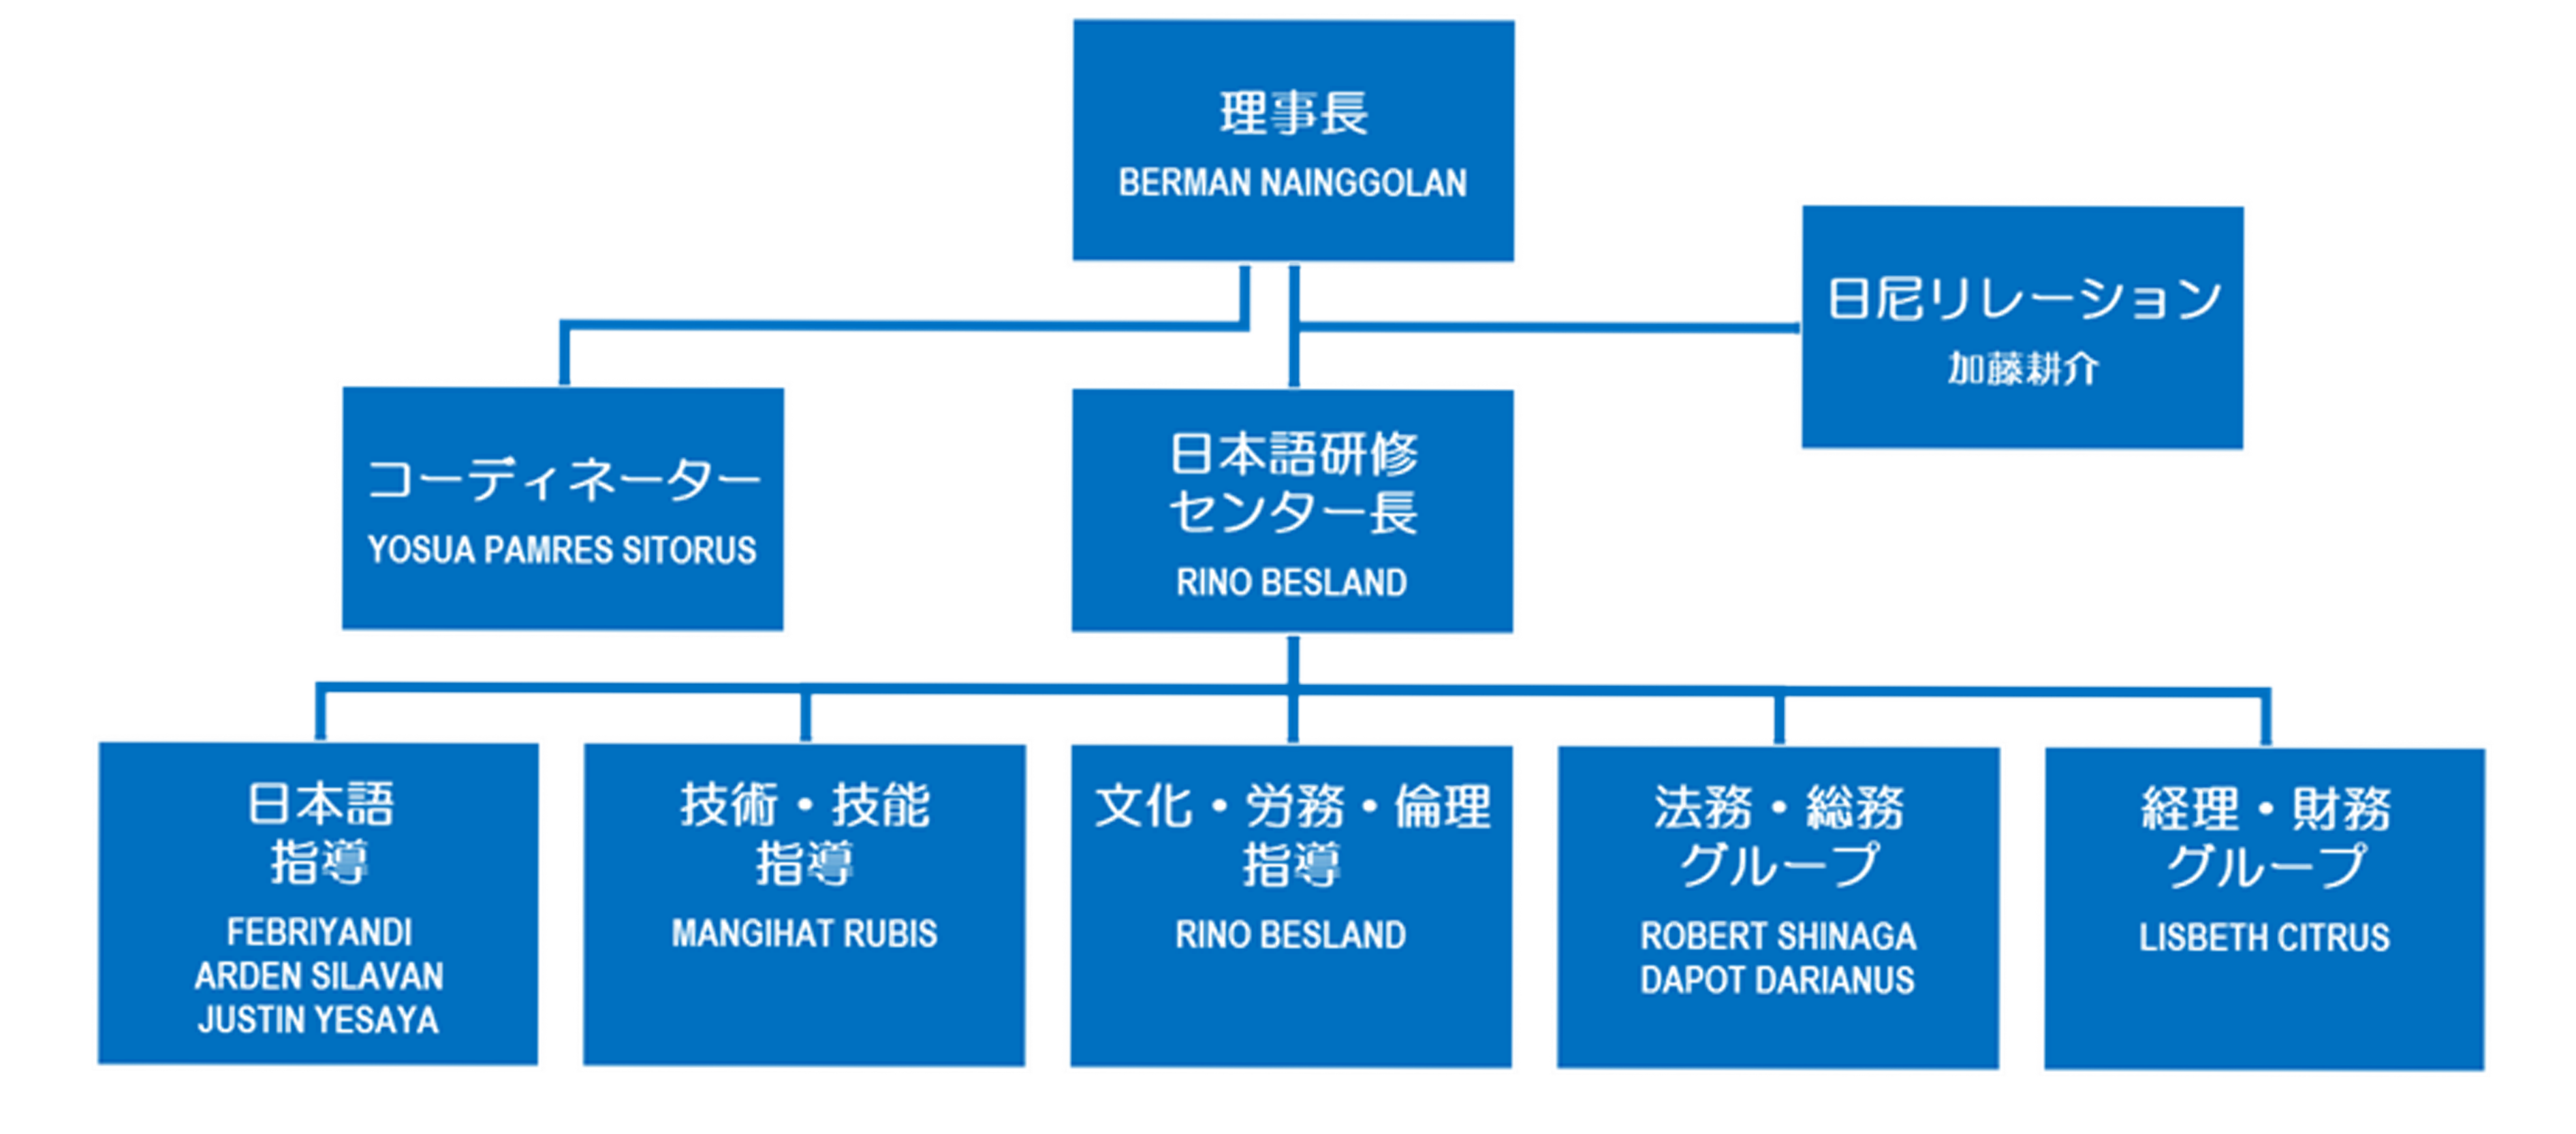 理事長
BERMAN NAINGGOLAN
日尼リレーション
加藤耕介
コーディネーター
YOSUA PAMRES SITORUS
日本語研修
センター長
RINO BESLAND
日本語
指導
FEBRIYANDI
ARDEN SILAVAN
JUSTIN YESAYA
技術・技能
指導
MANGIHAT RUBIS
文化・労務・倫理
指導
RINO BESLAND
法務・総務
グループ
ROBERT SHINAGA
DAPOT DARIANUS
経理・財務
グループ
LISBETH CITRUS